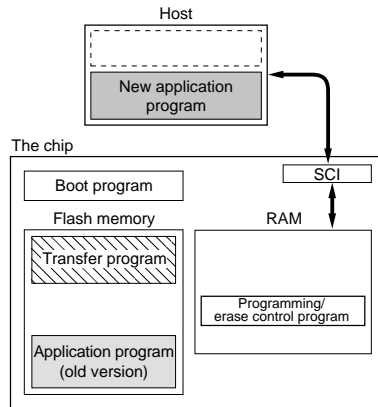 Host
New application
program
The chip
SCI
Boot program
Flash memory
RAM
Transfer program
Programming/
erase control program
Application program
(old version)